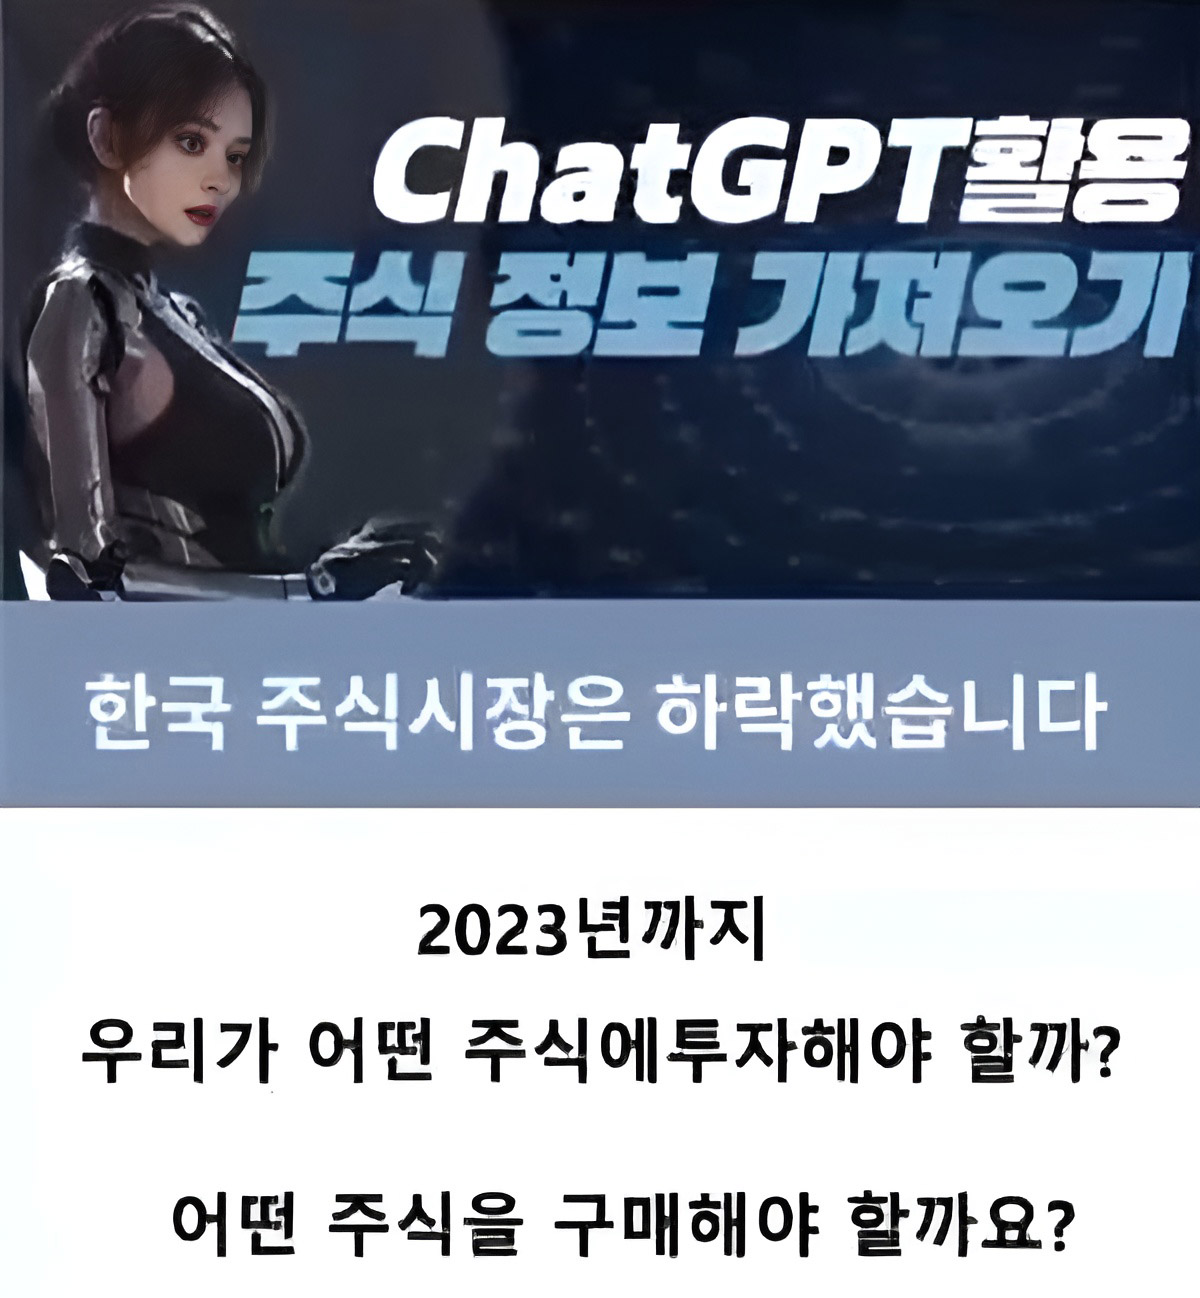 ChatGPT활용
주식 정보 가져오기
한국 주식시장은 하락했습니다
2023년까지
우리가 어떤 주식에투자해야 할까?
어떤 주식을 구매해야 할까요?